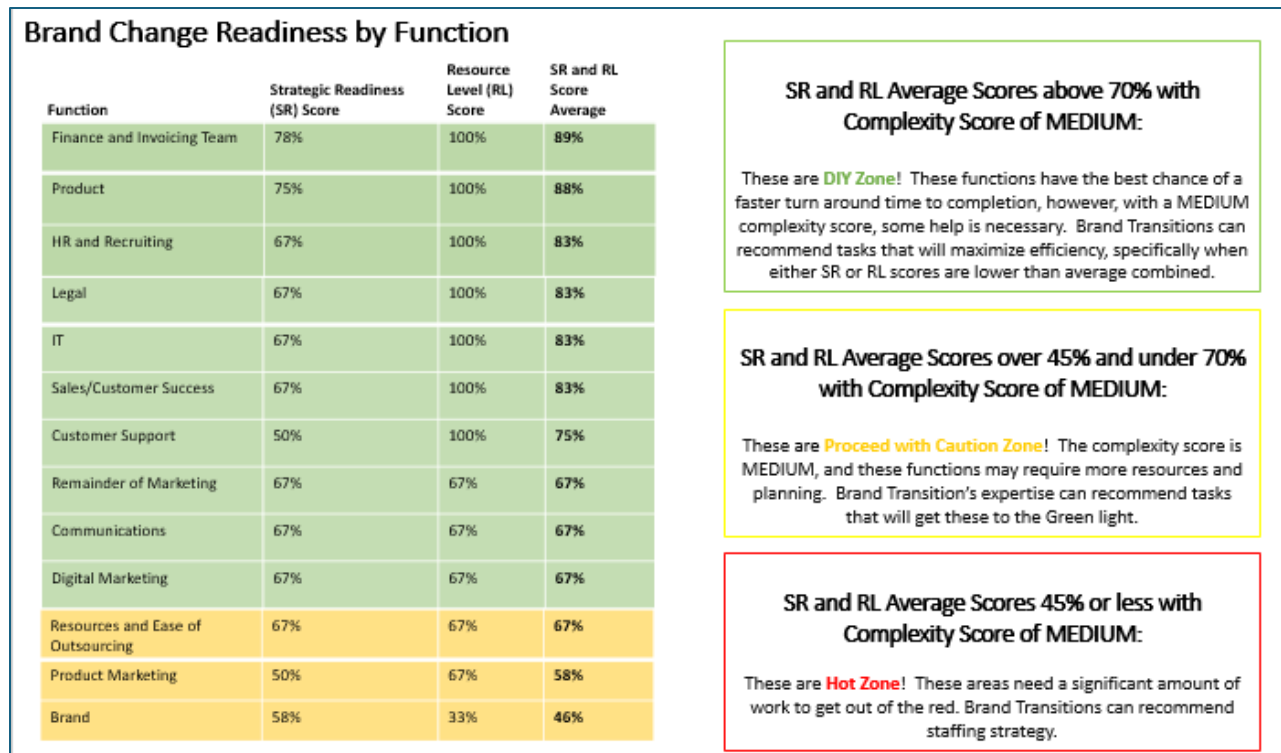 Brand Change Readiness by Function
Function
Strategic Readiness
(SR) Score
Resource
Level (RL)
Score
SR and RL
Score
Average
Finance and Invoicing Team 78% 100% 89%
Product 75% 100% 88%
HR and Recruiting 67% 100% 83%
Legal 67% 100% 83%
IT 67% 100% 83%
Sales/Customer Success 67% 100% 83%
Customer Support 50% 100% 75%
Remainder of Marketing 67% 67% 67%
Communications 67% 67% 67%
Digital Marketing 67% 67% 67%
Resources and Ease of
Outsourcing 67% 67% 67%
Product Marketing 50% 67% 58%
Brand 58% 33% 46%
SR and RL Average Scores above 70% with
Complexity Score of MEDIUM:
These are DIY Zone! These functions have the best chance of a
faster turn around time to completion, however, with a MEDIUM
complexity score, some help is necessary. Brand Transitions can
recommend tasks that will maximize efficiency, specifically when
either SR or RL scores are lower than average combined.
SR and RL Average Scores over 45% and under 70%
with Complexity Score of MEDIUM:
These are Proceed with Caution Zone! The complexity score is
MEDIUM, and these functions may require more resources and
planning. Brand Transition's expertise can recommend tasks
that will get these to the Green light.
SR and RL Average Scores 45% or less with
Complexity Score of MEDIUM:
These are Hot Zone! These areas need a significant amount of
work to get out of the red. Brand Transitions can recommend
staffing strategy.